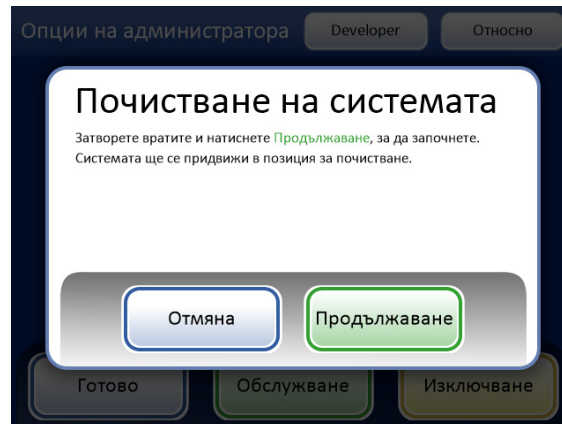 Опции на администратора
Developer
Относно
Почистване на системата
Затворете вратите и натиснете Продължаване, за да започнете.
Системата ще се придвижи в позиция за почистване.
Отмяна
Продължаване
Готово
Обслужване
Изключване